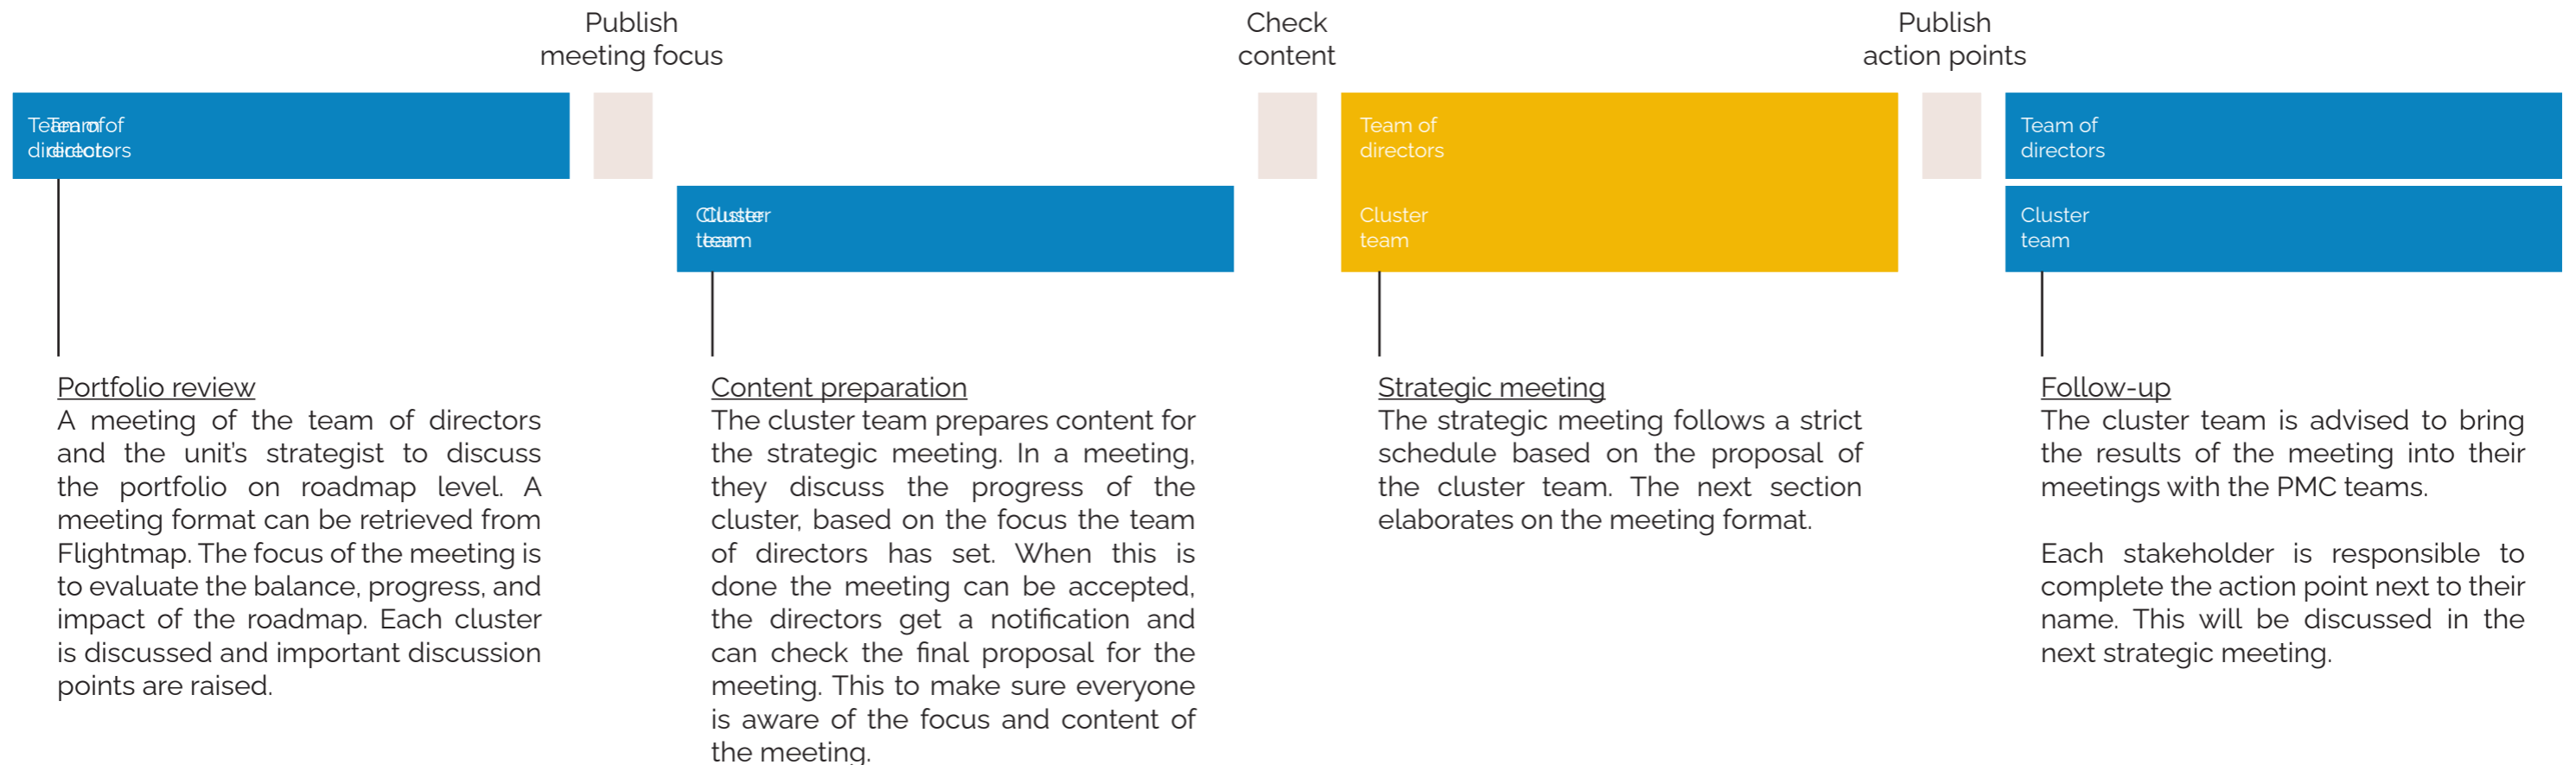 Publish
meeting focus
Check
content
Publish
action points
Team of
directors
Cluster
team
Team of
directors
Cluster
team
Team of
directors
Cluster
team
Portfolio review
A meeting of the team of directors
and the unit’s strategist to discuss
the portfolio on roadmap level. A
meeting format can be retrieved from
Flightmap. The focus of the meeting is
to evaluate the balance, progress, and
impact of the roadmap. Each cluster
is discussed and important discussion
points are raised.
Content preparation
The cluster team prepares content for
the strategic meeting. In a meeting,
they discuss the progress of the
cluster, based on the focus the team
of directors has set. When this is
done the meeting can be accepted,
the directors get a notification and
can check the final proposal for the
meeting. This to make sure everyone
is aware of the focus and content of
the meeting.
Strategic meeting
The strategic meeting follows a strict
schedule based on the proposal of
the cluster team. The next section
elaborates on the meeting format.
Follow-up
The cluster team is advised to bring
the results of the meeting into their
meetings with the PMC teams.
Each stakeholder is responsible to
complete the action point next to their
name. This will be discussed in the
next strategic meeting.